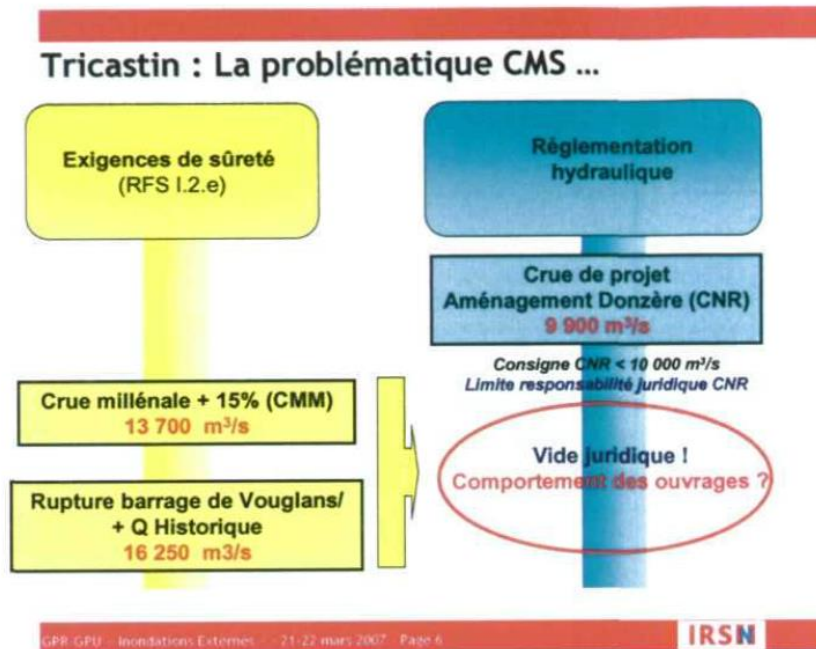 Tricastin : La problématique CMS ...
Exigences de sûreté
(RFS I.2.e)
Crue millénale + 15% (CMM)
13 700 m³/s
Rupture barrage de Vouglans/
+ Q Historique
16 250 m3/s
Règlementation
hydraulique
Crue de projet
Aménagement Donzère (CNR)
9 900 m³/s
Consigne CNR < 10 000 m³/s
Limite responsabilité juridique CNR
Vide juridique !
Comportement des ouvrages ?
GPR-GPU - Inondations Externes - - 21-22 mars 2007 - Page 6
IRSN